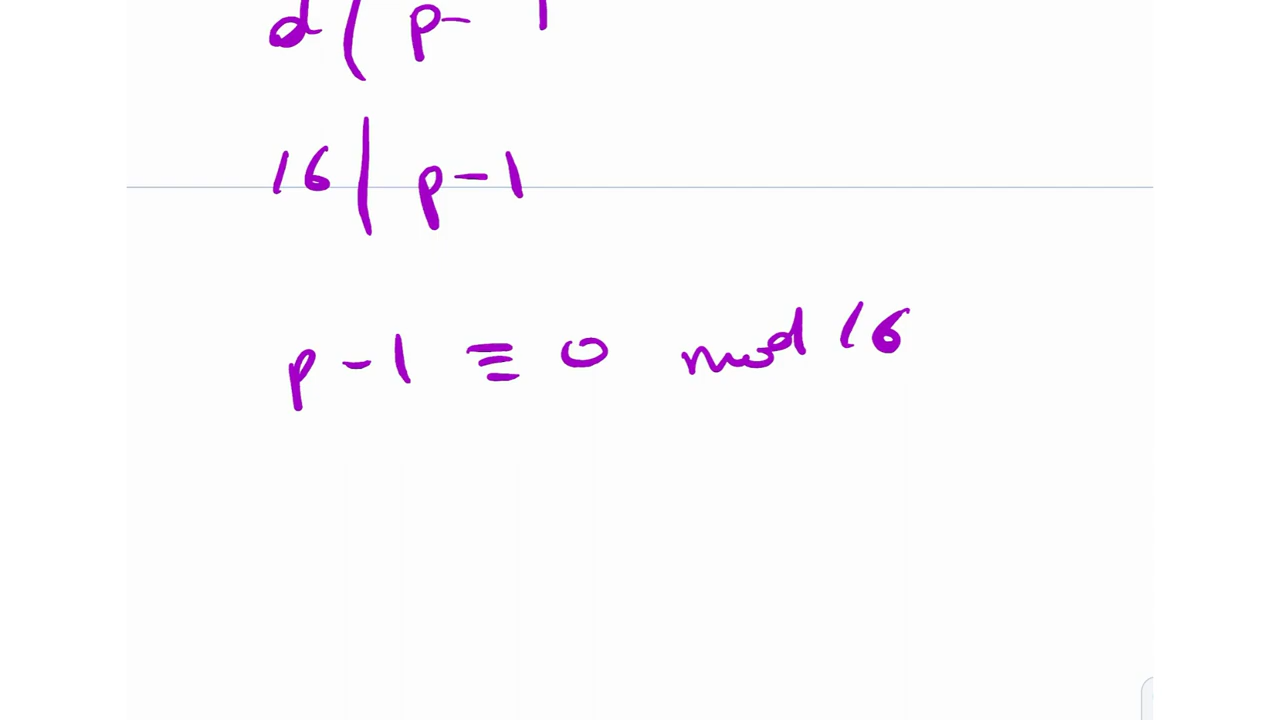 d | p - 1
16 | p - 1
p - 1 ≡ 0 mod 16